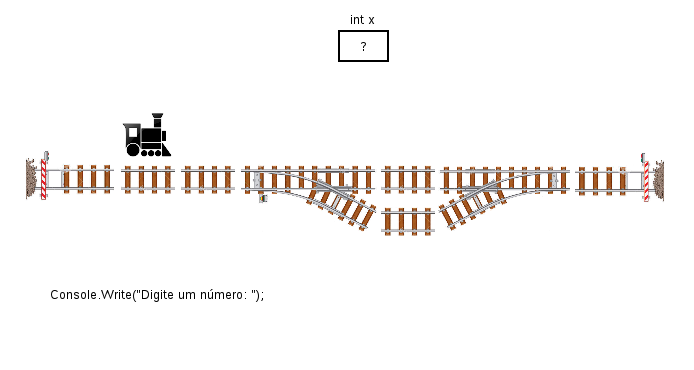 int x
?
Console.Write("Digite um número: ");